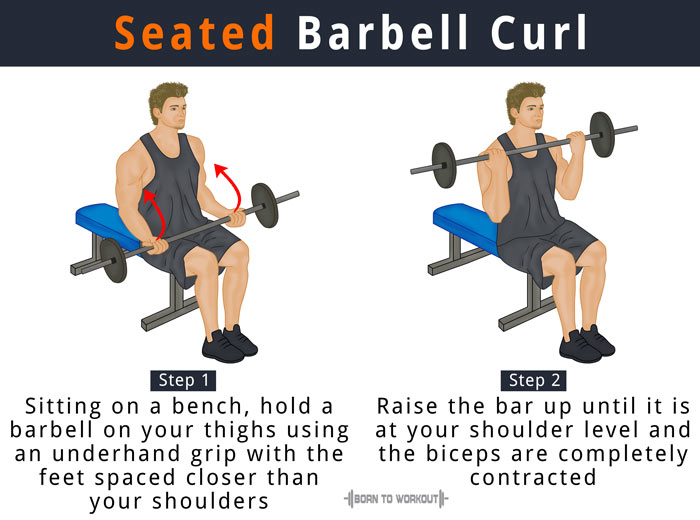 Seated Barbell Curl
Step 1
Sitting on a bench, hold a
barbell on your thighs using
an underhand grip with the
feet spaced closer than
your shoulders
Step 2
Raise the bar up until it is
at your shoulder level and
the biceps are completely
contracted
BORN TO WORKOUT